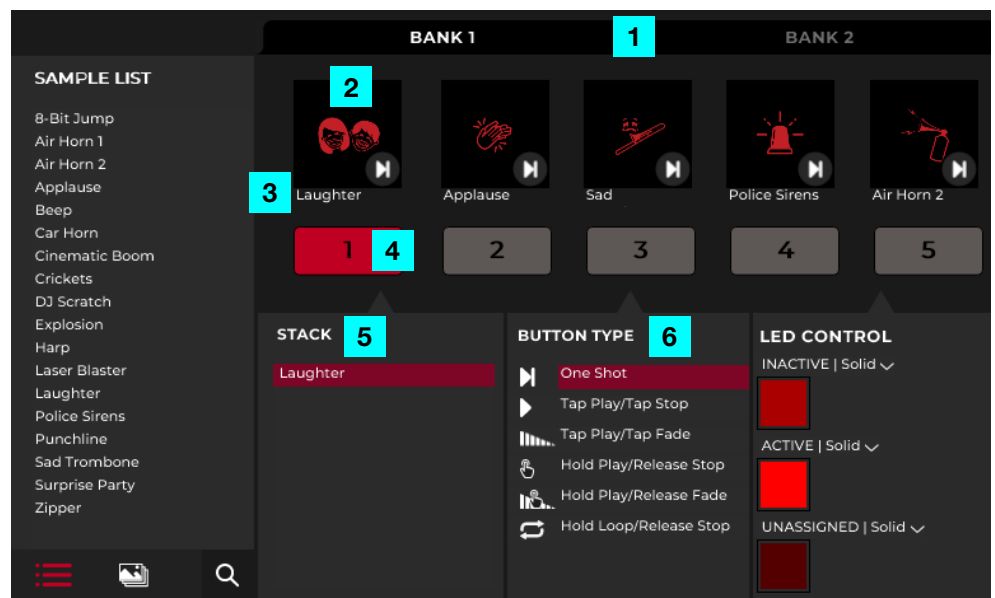 BANK 1
1
BANK 2
SAMPLE LIST
8-Bit Jump
Air Horn 1
Air Horn 2
Applause
Beep
Car Horn
Cinematic Boom
Crickets
DJ Scratch
Explosion
Harp
Laser Blaster
Laughter
Police Sirens
Punchline
Sad Trombone
Surprise Party
Zipper
2
3
Laughter
Applause
Sad
Police Sirens
Air Horn 2
1
4
2
3
4
5
STACK
5
Laughter
BUTTON TYPE
6
One Shot
Tap Play/Tap Stop
Tap Play/Tap Fade
Hold Play/Release Stop
Hold Play/Release Fade
Hold Loop/Release Stop
LED CONTROL
INACTIVE | Solid
ACTIVE | Solid
UNASSIGNED | Solid